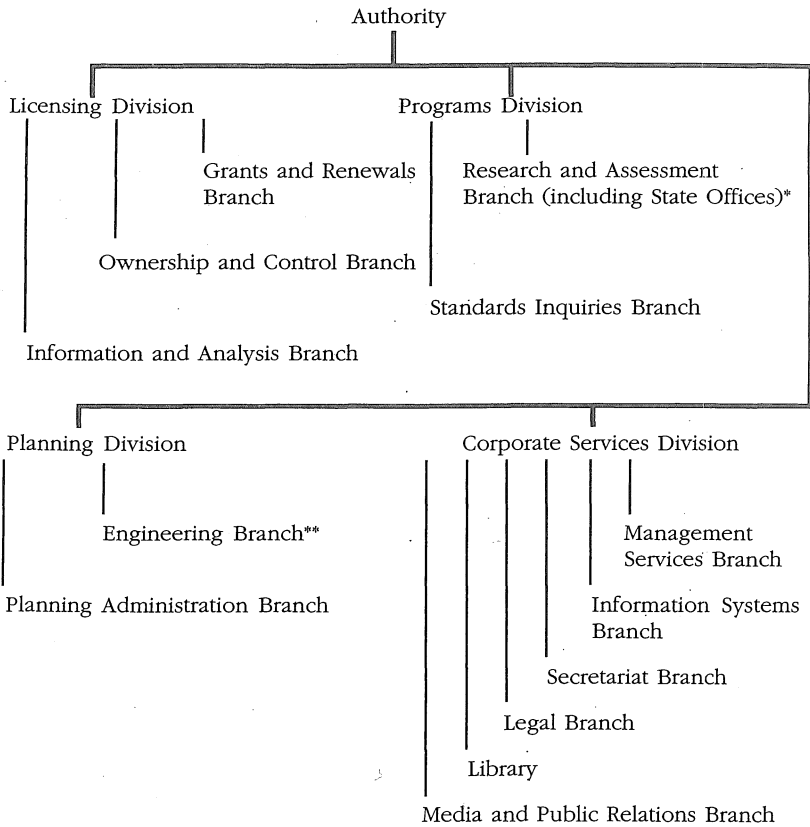 Authority
Licensing Division
Programs Division
Grants and Renewals
Branch
Research and Assessment
Branch (including State Offices)*
Ownership and Control Branch
Standards Inquiries Branch
Information and Analysis Branch
Planning Division
Corporate Services Division
Engineering Branch**
Management
Services Branch
Planning Administration Branch
Information Systems
Branch
Secretariat Branch
Legal Branch
Library
Media and Public Relations Branch